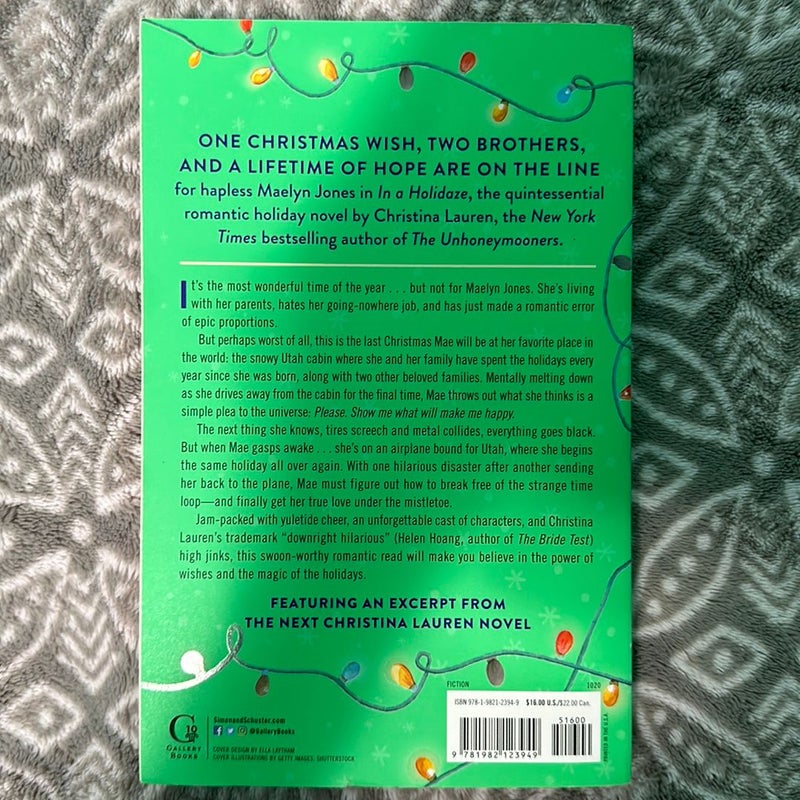 ONE CHRISTMAS WISH, TWO BROTHERS,
AND A LIFETIME OF HOPE ARE ON THE LINE
for hapless Maelyn Jones in In a Holidaze, the quintessential
romantic holiday novel by Christina Lauren, the New York
Times bestselling author of The Unhoneymooners.
It's the most wonderful time of the year . . . but not for Maelyn Jones. She's living
with her parents, hates her going-nowhere job, and has just made a romantic error
of epic proportions.
But perhaps worst of all, this is the last Christmas Mae will be at her favorite place in
the world: the snowy Utah cabin where she and her family have spent the holidays every
year since she was born, along with two other beloved families. Mentally melting down
as she drives away from the cabin for the final time, Mae throws out what she thinks is a
simple plea to the universe: Please. Show me what will make me happy.
The next thing she knows, tires screech and metal collides, everything goes black.
But when Mae gasps awake . . . she's on an airplane bound for Utah, where she begins
the same holiday all over again. With one hilarious disaster after another sending
her back to the plane, Mae must figure out how to break free of the strange time
loop—and finally get her true love under the mistletoe.
Jam-packed with yuletide cheer, an unforgettable cast of characters, and Christina
Lauren's trademark "downright hilarious" (Helen Hoang, author of The Bride Test)
high jinks, this swoon-worthy romantic read will make you believe in the power of
wishes and the magic of the holidays.
FEATURING AN EXCERPT FROM
THE NEXT CHRISTINA LAUREN NOVEL
FICTION 1020
ISBN 978-1-9821-2394-9 $16.00 U.S./$22.00 Can.
51600
9 781982 123949
PRINTED IN THE U.S.A.
G 10
GALLERY
BOOKS
SimonandSchuster.com
@GalleryBooks
COVER DESIGN BY ELLA LAYTHAM
COVER ILLUSTRATIONS BY GETTY IMAGES; SHUTTERSTOCK